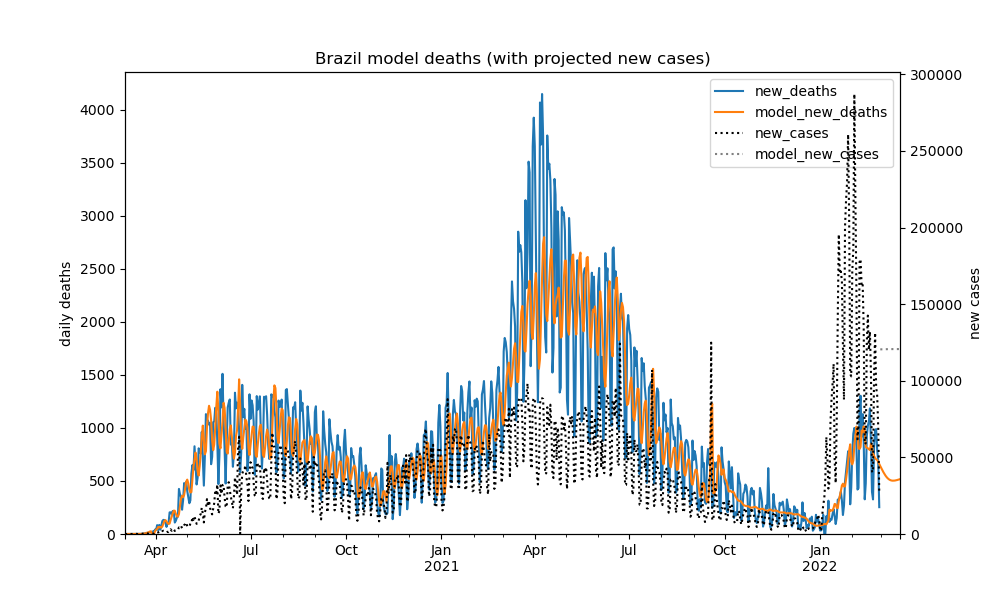 Brazil model deaths (with projected new cases)
new_deaths
model_new_deaths
new_cases
model_new_cases
daily deaths
4000
3500
3000
2500
2000
1500
1000
500
0
300000
250000
200000
150000
100000
50000
0
new cases
Apr
Jul
Oct
Jan
2021
Apr
Jul
Oct
Jan
2022